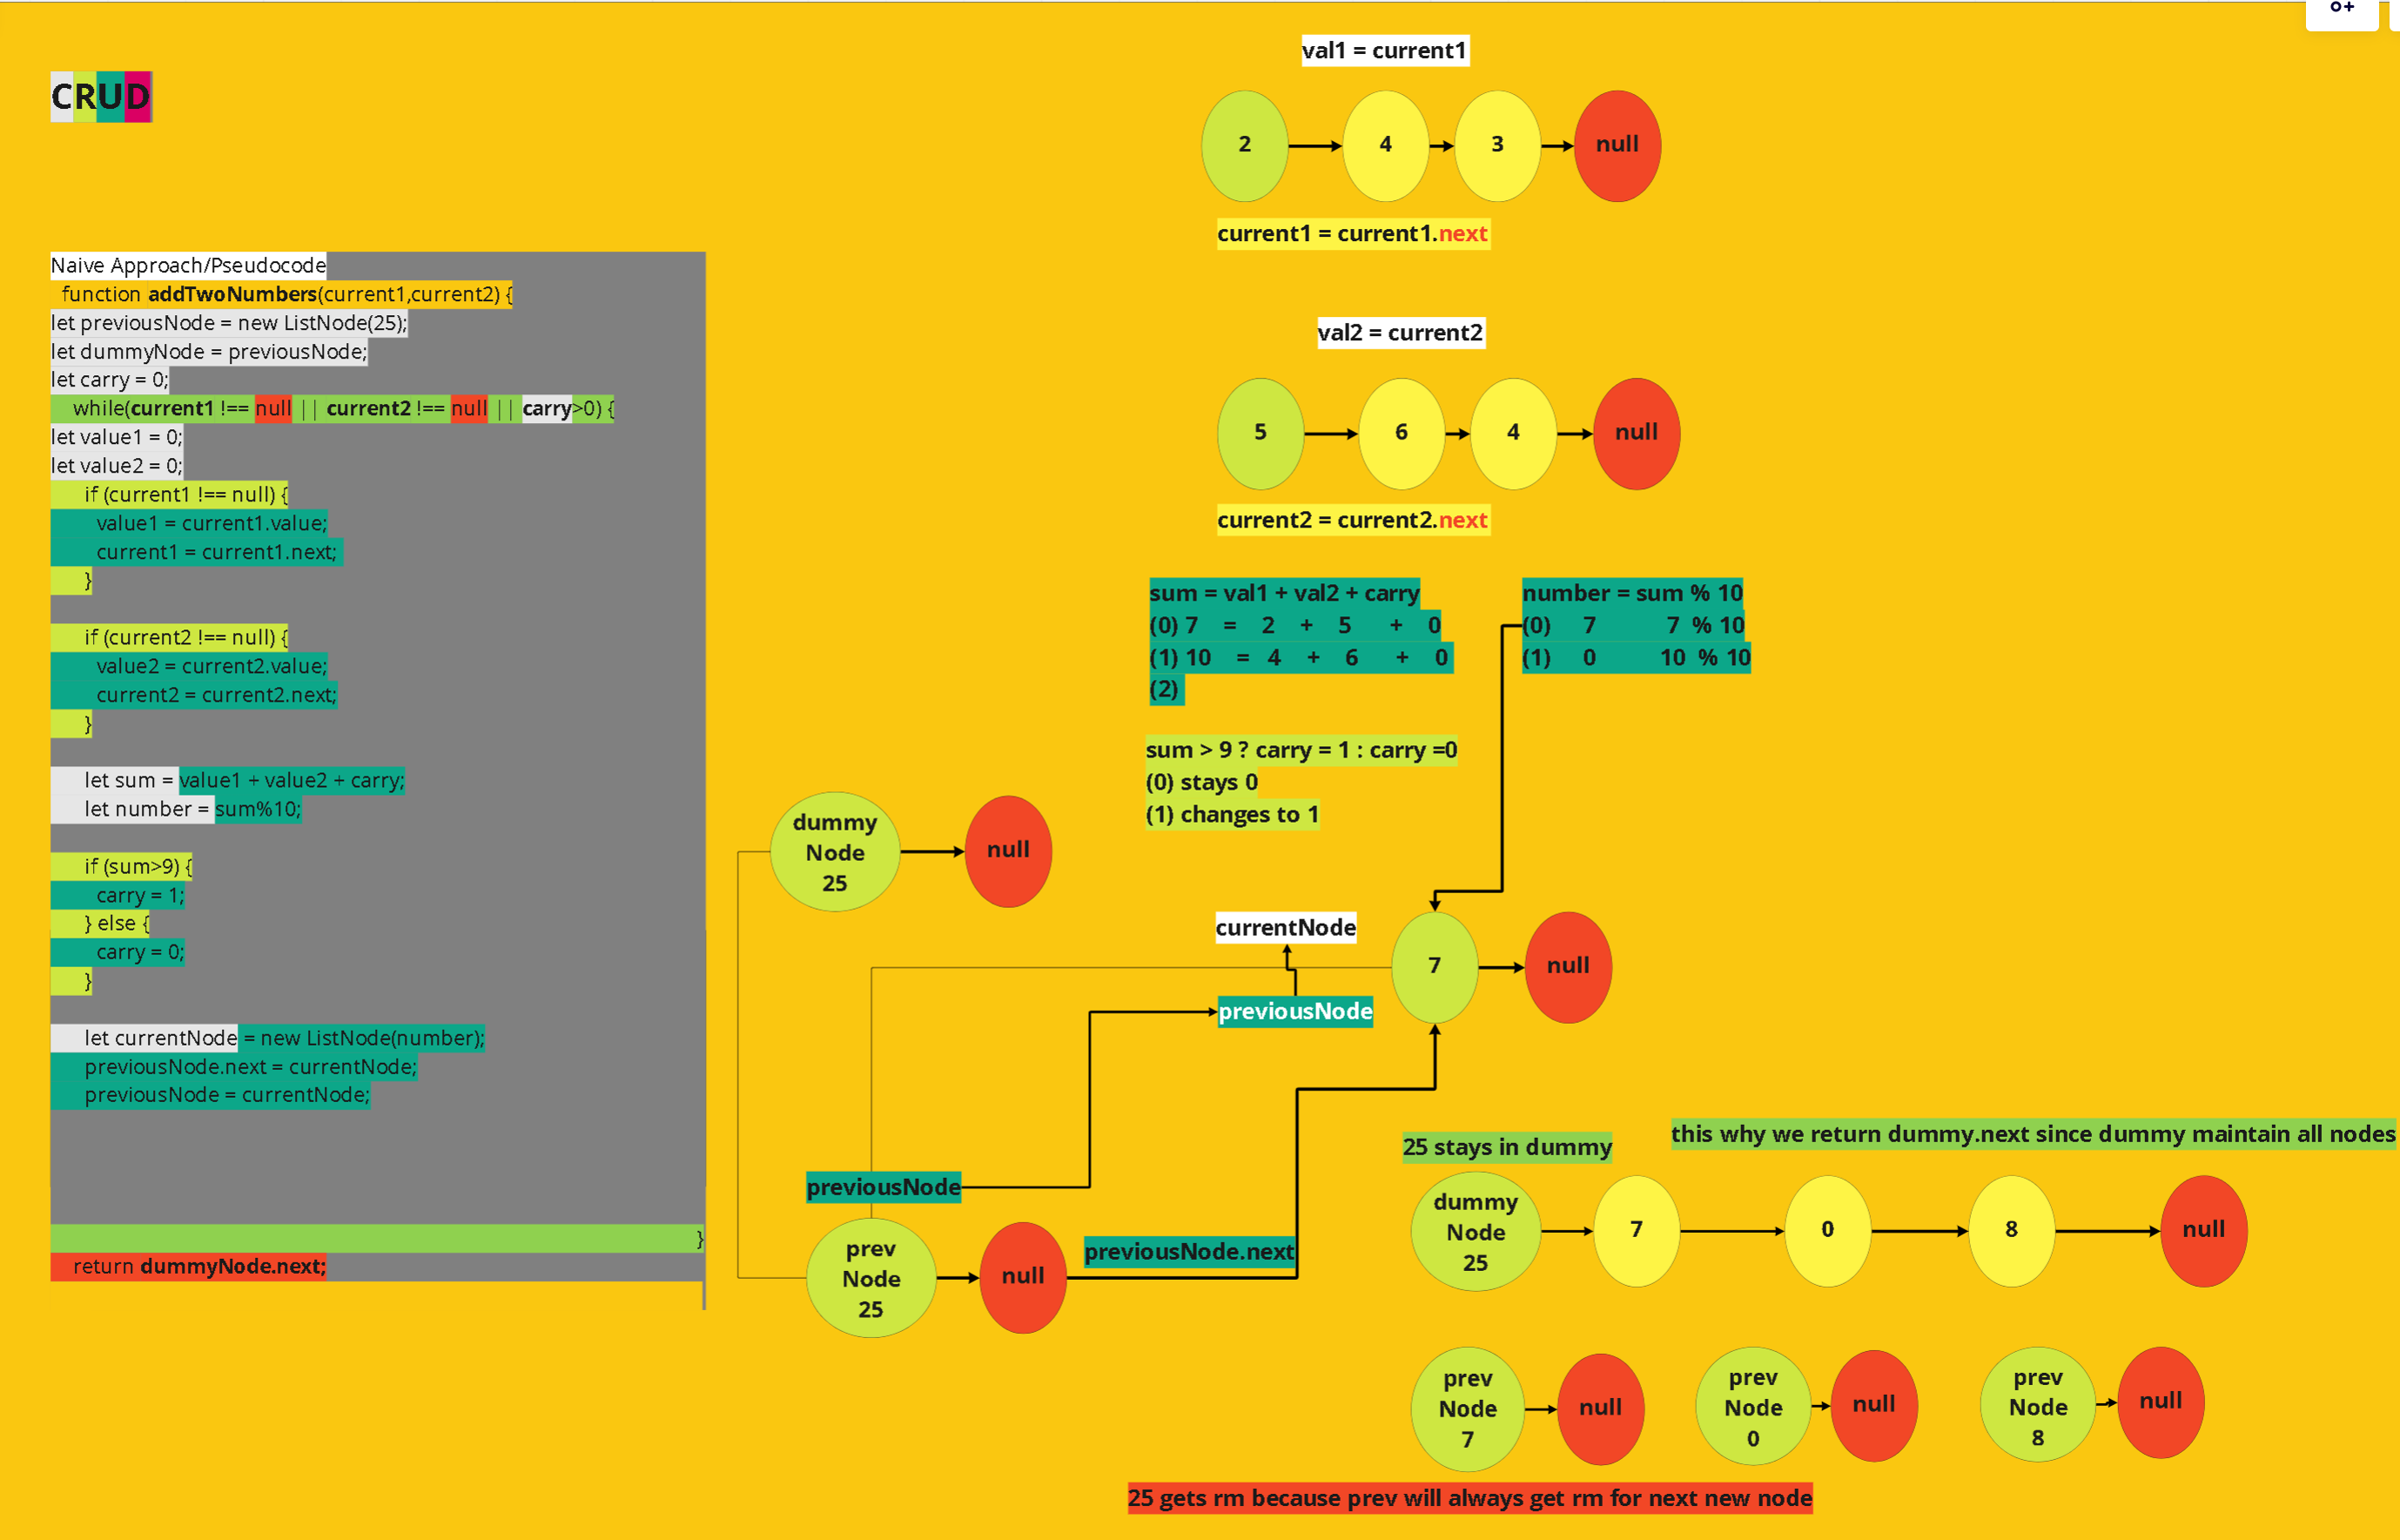 o+
CRUD
Naive Approach/Pseudocode
function addTwoNumbers(current1,current2) {
let previousNode = new ListNode(25);
let dummyNode = previousNode;
let carry = 0;
while(current1 !== null || current2 !== null || carry>0) {
let value1 = 0;
let value2 = 0;
if (current1 !== null) {
value1 = current1.value;
current1 = current1.next;
}
if (current2 !== null) {
value2 = current2.value;
current2 = current2.next;
}
let sum = value1 + value2 + carry;
let number = sum%10;
if (sum>9) {
carry = 1;
} else {
carry = 0;
}
let currentNode = new ListNode(number);
previousNode.next = currentNode;
previousNode = currentNode;
}
return dummyNode.next;
val1 = current1
2 4 3 null
current1 = current1.next
val2 = current2
5 6 4 null
current2 = current2.next
sum = val1 + val2 + carry
(0) 7 = 2 + 5 + 0
(1) 10 = 4 + 6 + 0
(2)
number = sum % 10
(0) 7 7 % 10
(1) 0 10 % 10
sum > 9 ? carry = 1 : carry =0
(0) stays 0
(1) changes to 1
dummy
Node
25
null
currentNode
previousNode
7 null
previousNode
prev
Node
25
null
previousNode.next
25 stays in dummy
this why we return dummy.next since dummy maintain all nodes
dummy
Node
25
7 0 8 null
prev
Node
7
null
prev
Node
0
null
prev
Node
8
null
25 gets rm because prev will always get rm for next new node